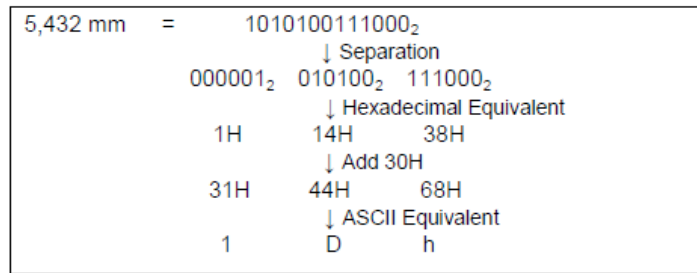 5,432 mm = 1010100111000₂
↓ Separation
000001₂ 010100₂ 111000₂
↓ Hexadecimal Equivalent
1H 14H 38H
↓ Add 30H
31H 44H 68H
↓ ASCII Equivalent
1 D h